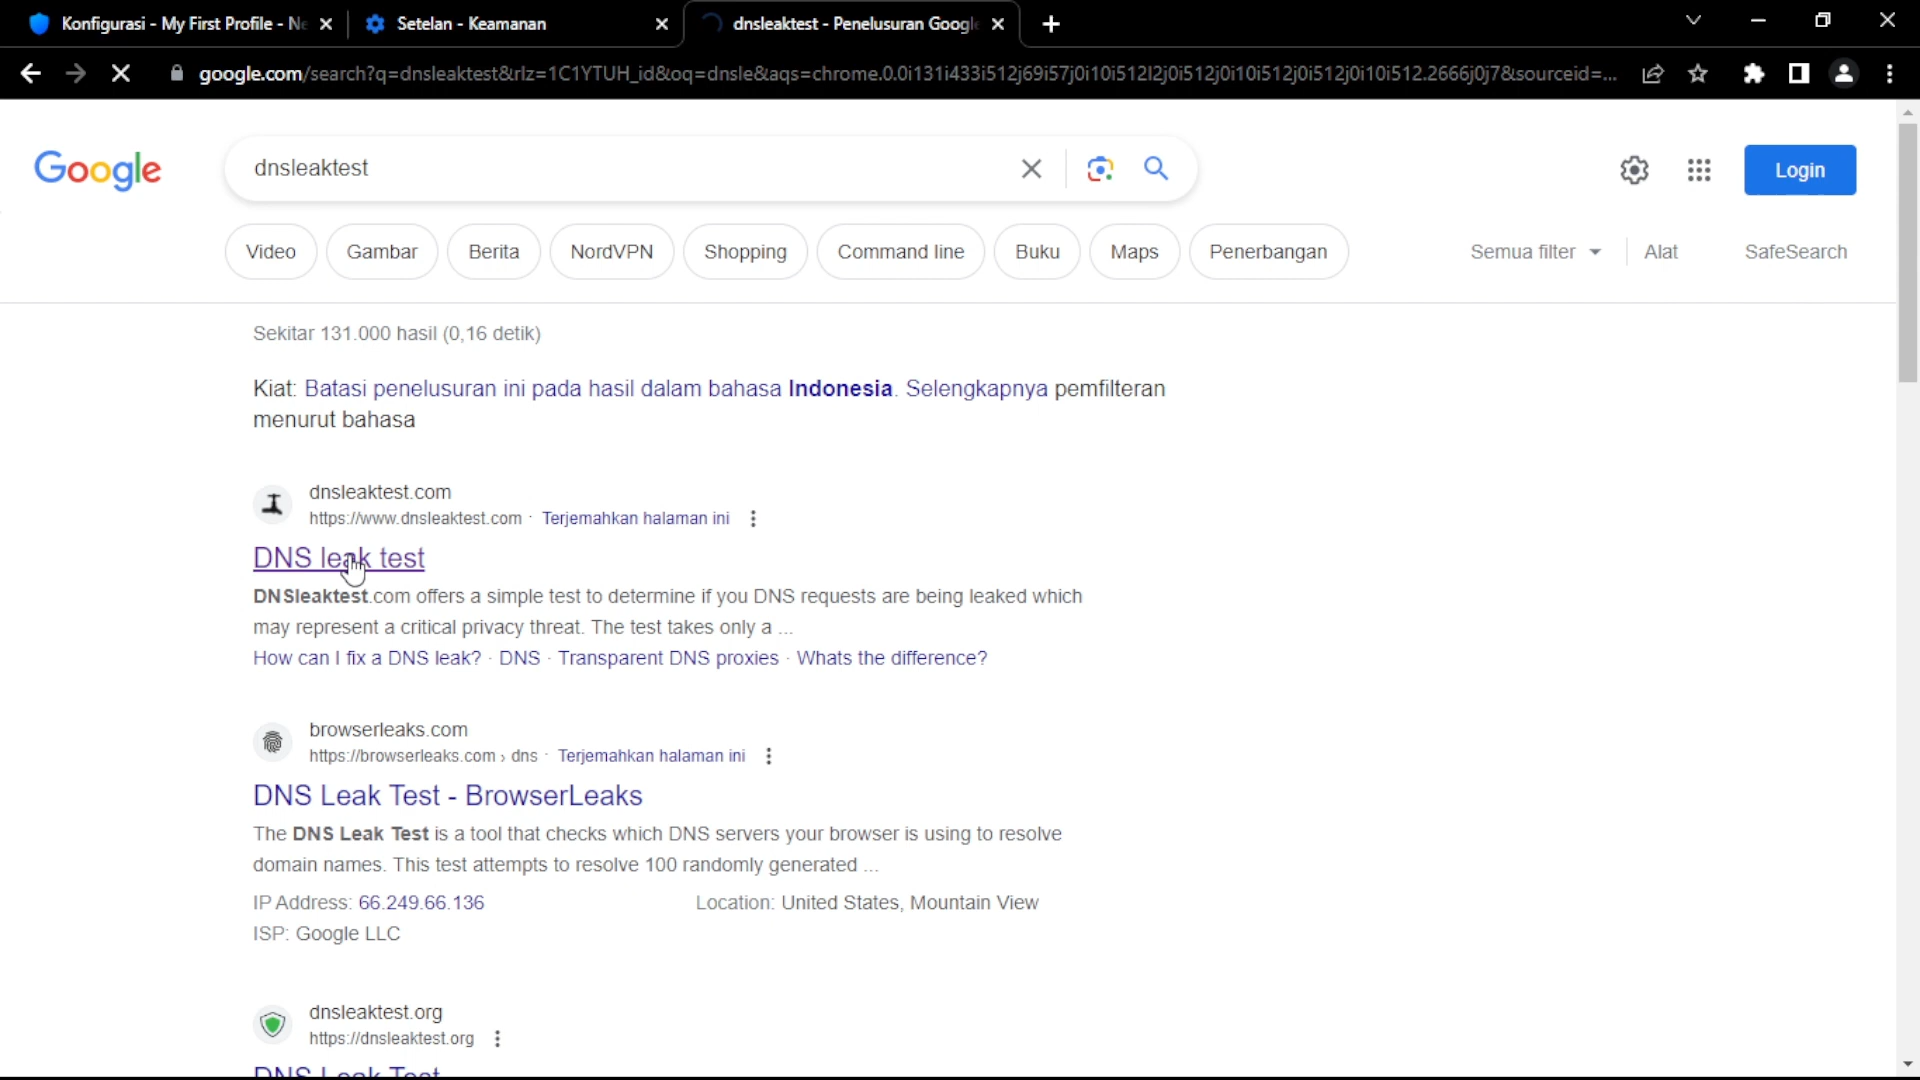 Konfigurasi - My First Profile - Ne
Setelan - Keamanan
dnsleaktest - Penelusuran Google
google.com/search?q=dnsleaktest&rlz=1C1YTUH_id&oq=dnsle&aqs=chrome.0.0i131i433i512j69i57j0i10i512l2j0i512j0i10i512j0i512j0i10i512.2666j0j7&sourceid=...
Google
dnsleaktest
Login
Video
Gambar
Berita
NordVPN
Shopping
Command line
Buku
Maps
Penerbangan
Semua filter
Alat
SafeSearch
Sekitar 131.000 hasil (0,16 detik)
Kiat: Batasi penelusuran ini pada hasil dalam bahasa Indonesia. Selengkapnya pemfilteran
menurut bahasa
dnsleaktest.com
https://www.dnsleaktest.com · Terjemahkan halaman ini
DNS leak test
DNSleaktest.com offers a simple test to determine if you DNS requests are being leaked which
may represent a critical privacy threat. The test takes only a ...
How can I fix a DNS leak? · DNS · Transparent DNS proxies · Whats the difference?
browserleaks.com
https://browserleaks.com › dns · Terjemahkan halaman ini
DNS Leak Test - BrowserLeaks
The DNS Leak Test is a tool that checks which DNS servers your browser is using to resolve
domain names. This test attempts to resolve 100 randomly generated ...
IP Address: 66.249.66.136
Location: United States, Mountain View
ISP: Google LLC
dnsleaktest.org
https://dnsleaktest.org
DNS Leak Test